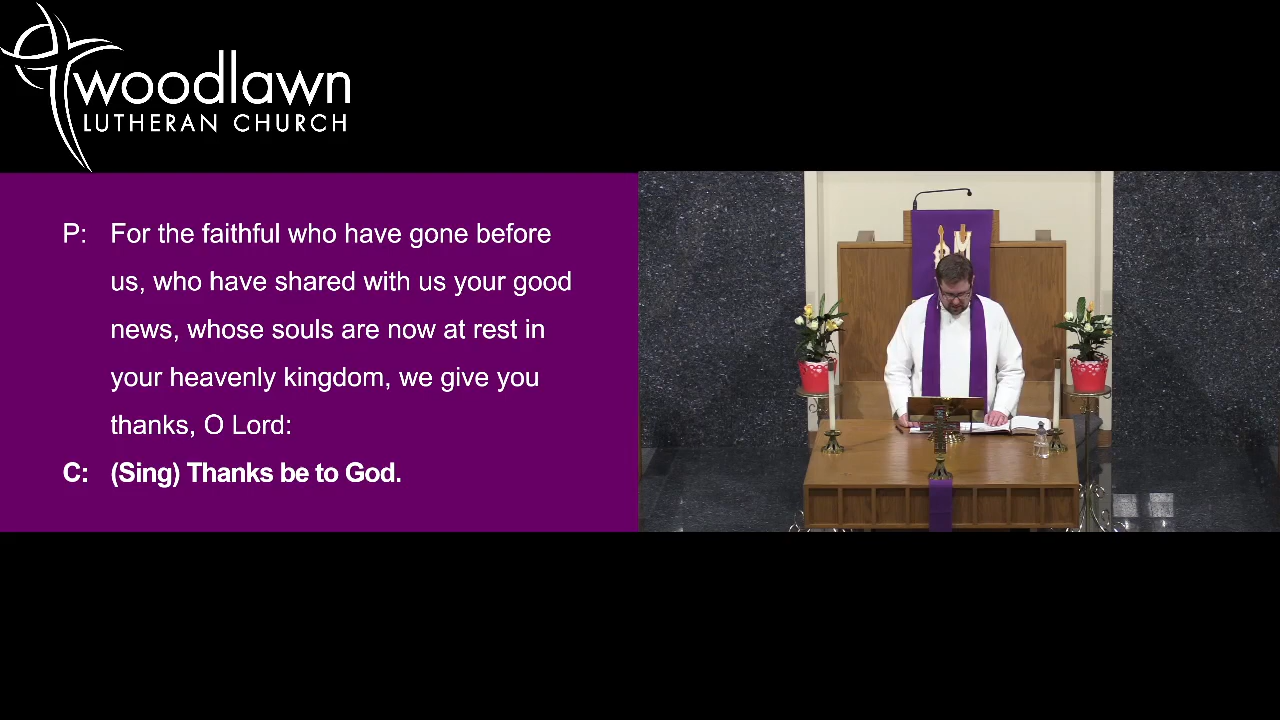 woodlawn
LUTHERAN CHURCH
P: For the faithful who have gone before
us, who have shared with us your good
news, whose souls are now at rest in
your heavenly kingdom, we give you
thanks, O Lord:
C: (Sing) Thanks be to God.